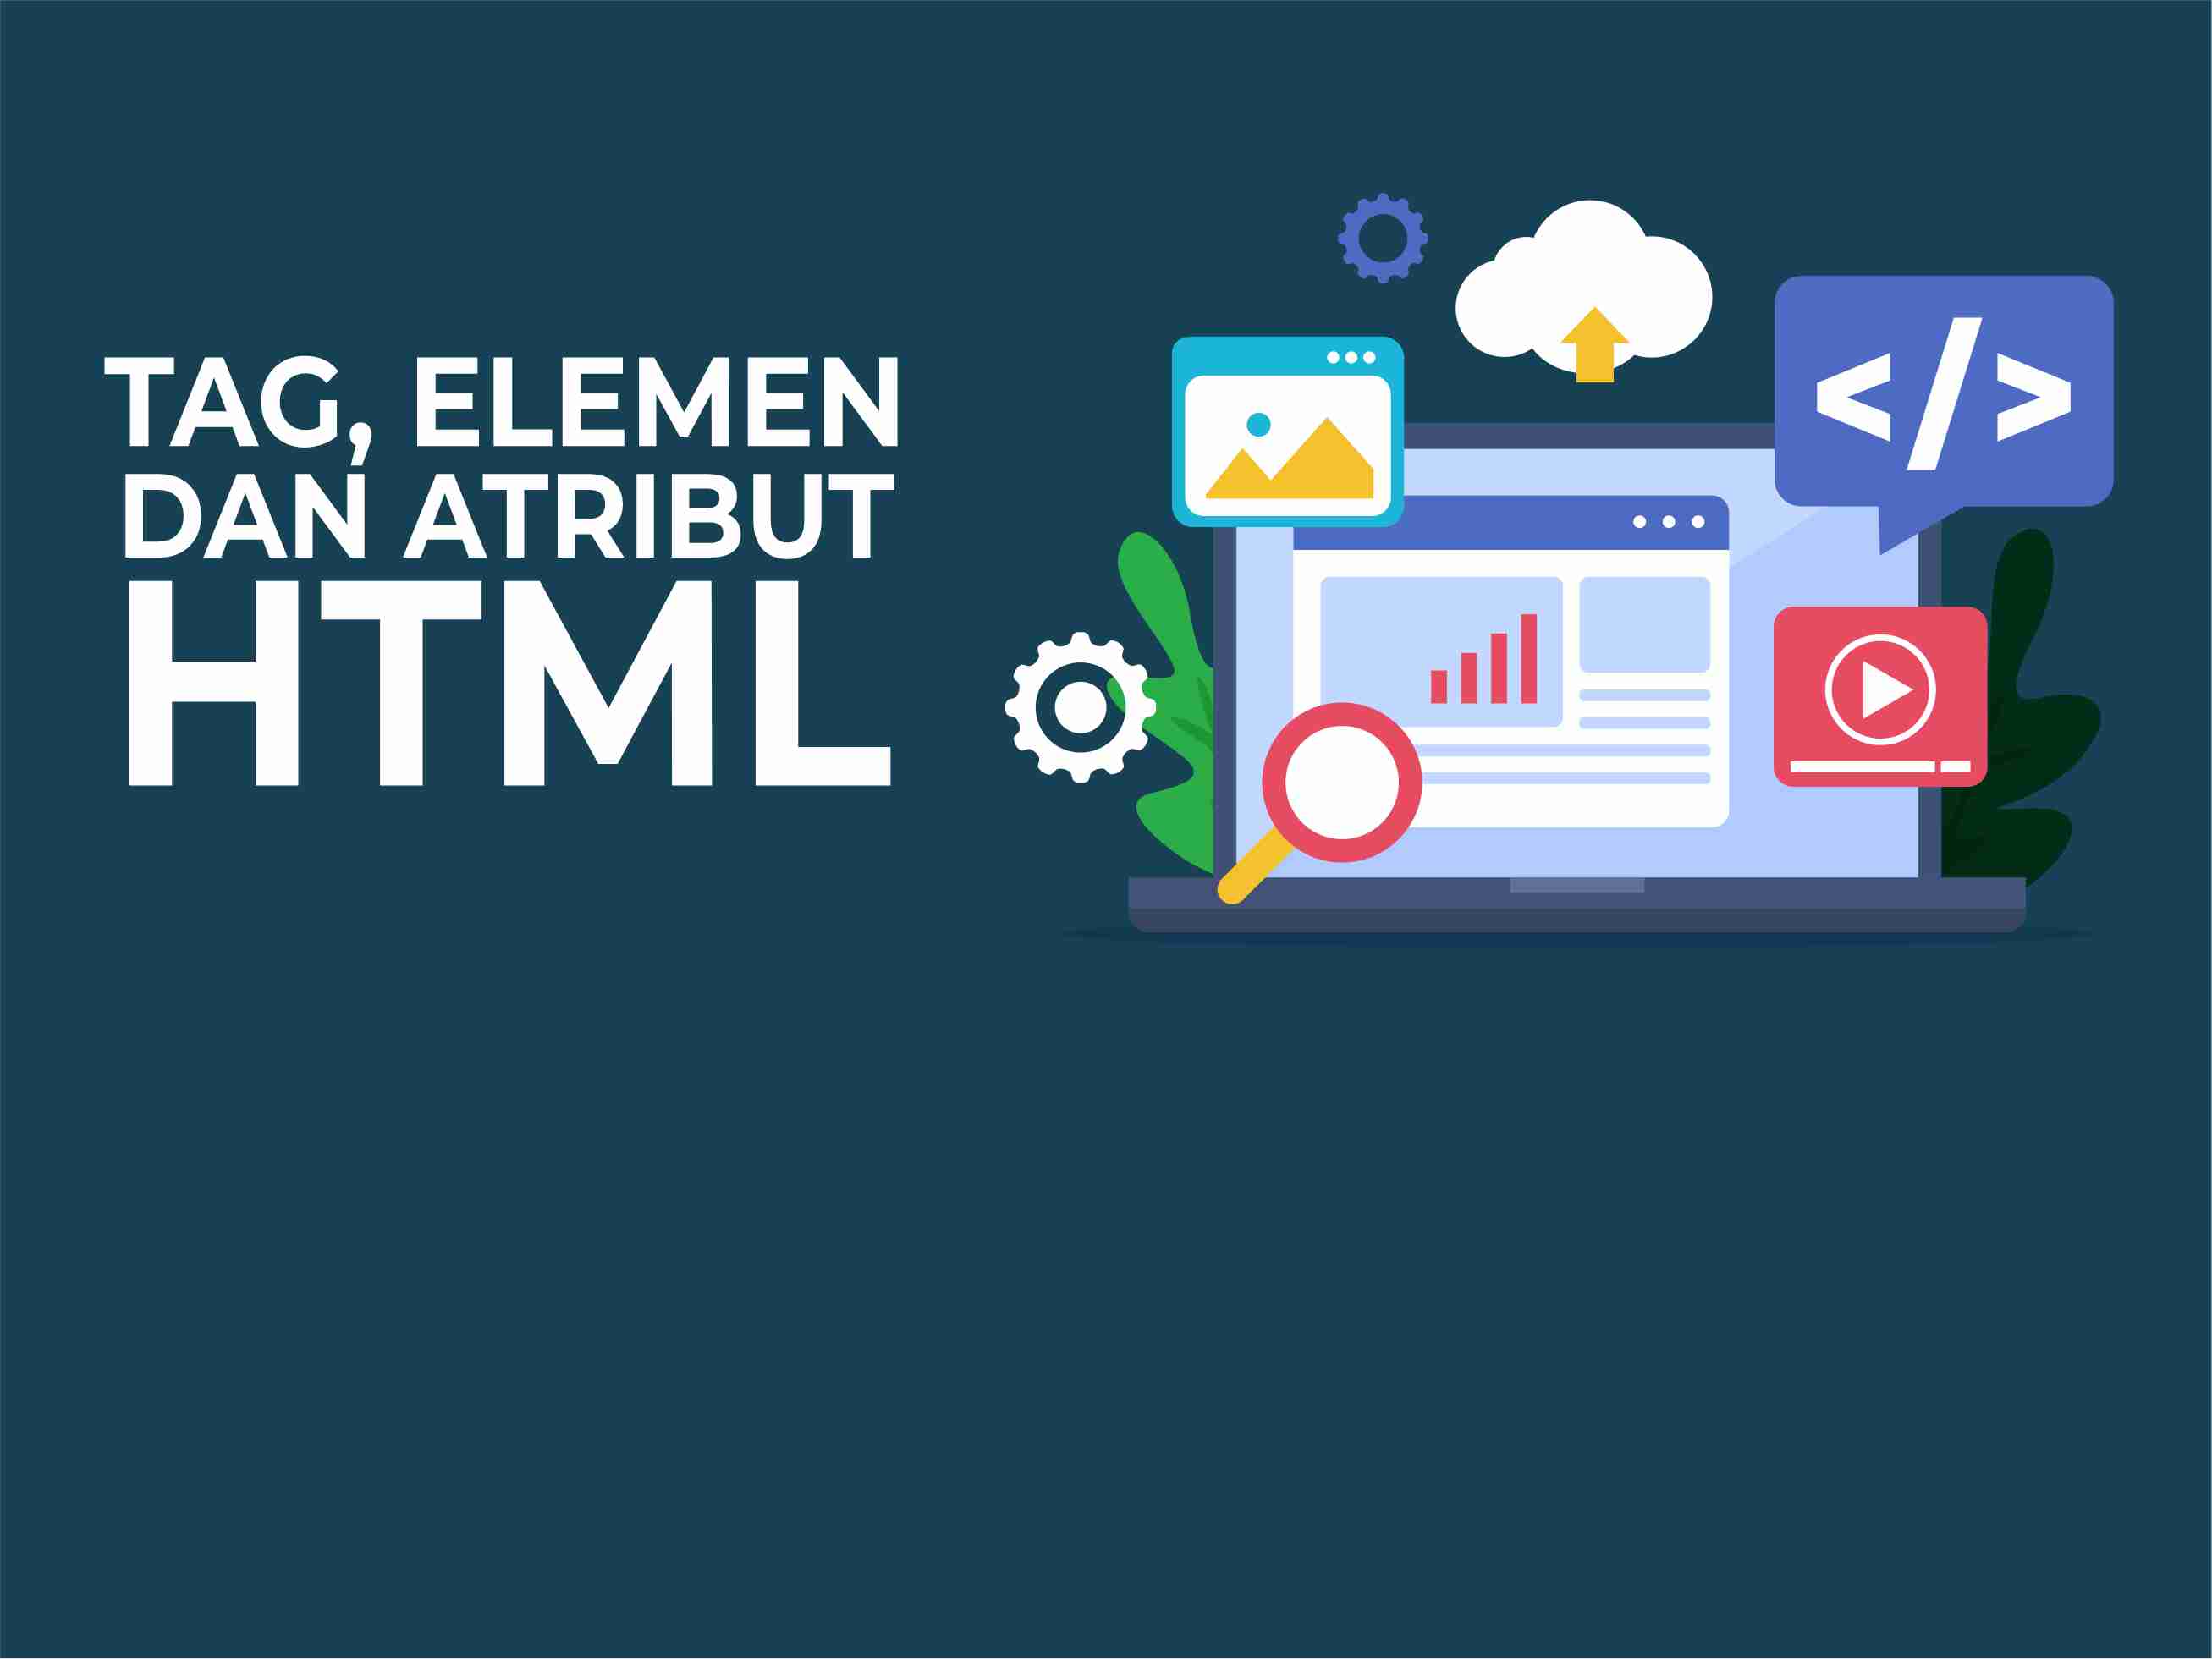 TAG, ELEMEN
DAN ATRIBUT
HTML
</>